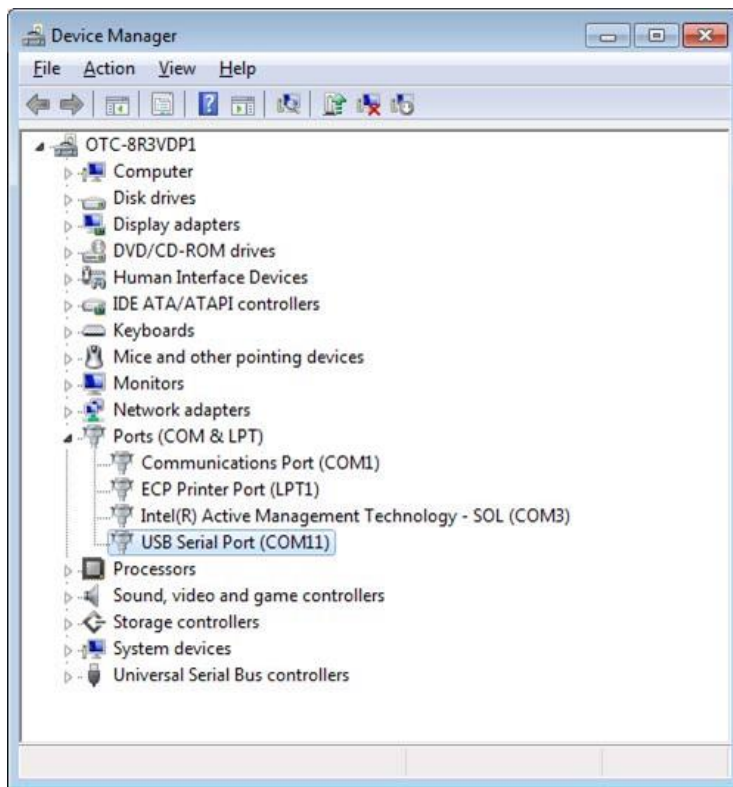 Device Manager
File Action View Help
OTC-8R3VDP1
Computer
Disk drives
Display adapters
DVD/CD-ROM drives
Human Interface Devices
IDE ATA/ATAPI controllers
Keyboards
Mice and other pointing devices
Monitors
Network adapters
Ports (COM & LPT)
Communications Port (COM1)
ECP Printer Port (LPT1)
Intel(R) Active Management Technology - SOL (COM3)
USB Serial Port (COM11)
Processors
Sound, video and game controllers
Storage controllers
System devices
Universal Serial Bus controllers